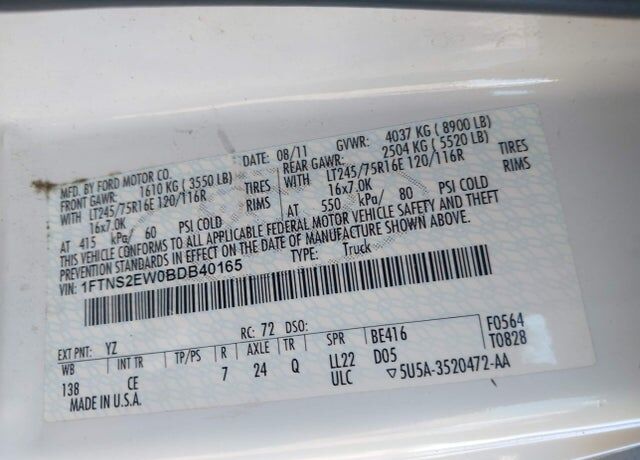 MFD. BY FORD MOTOR CO.
DATE: 08/11 GVWR: 4037 KG ( 8900 LB)
FRONT GAWR: 1610 KG ( 3550 LB) REAR GAWR: 2504 KG ( 5520 LB)
WITH LT245/75R16E 120/116R TIRES WITH LT245/75R16E 120/116R TIRES
16x7.0K RIMS 16x7.0K RIMS
AT 415 kPa/ 60 PSI COLD AT 550 kPa/ 80 PSI COLD
THIS VEHICLE CONFORMS TO ALL APPLICABLE FEDERAL MOTOR VEHICLE SAFETY AND THEFT
PREVENTION STANDARDS IN EFFECT ON THE DATE OF MANUFACTURE SHOWN ABOVE.
VIN: 1FTNS2EW0BDB40165 TYPE: Truck
EXT PNT: YZ RC: 72 DSO:
WB INT TR TP/PS R AXLE TR SPR BE416 F0564
138 CE 7 24 Q LL22 D05 T0828
MADE IN U.S.A. ULC ▽5U5A-3520472-AA